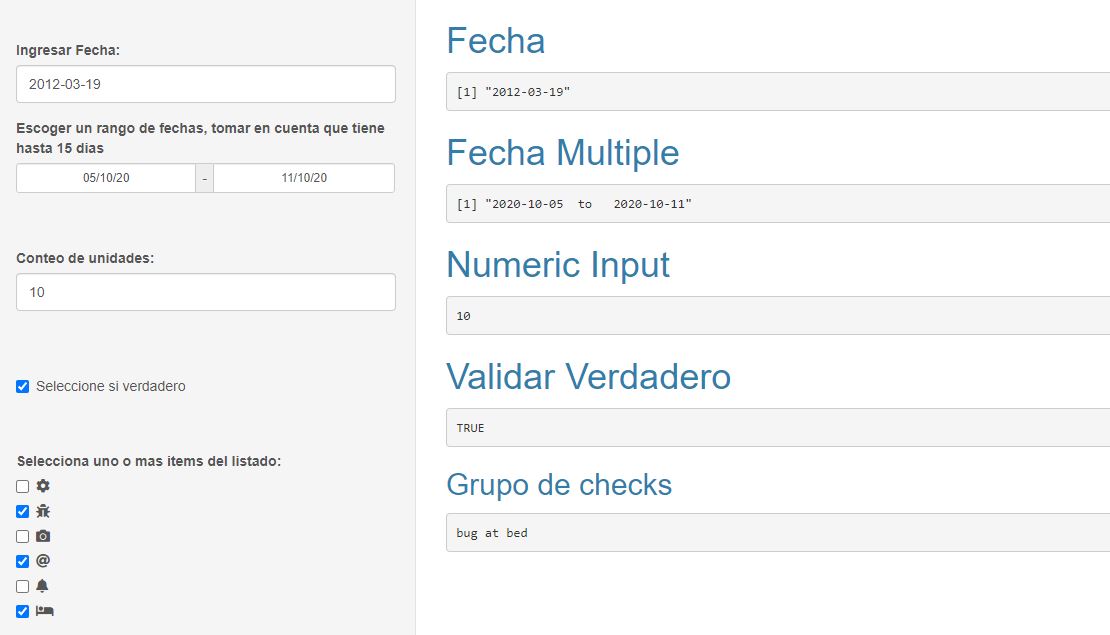 Ingresar Fecha:
2012-03-19
Escoger un rango de fechas, tomar en cuenta que tiene
hasta 15 dias
05/10/20 - 11/10/20
Conteo de unidades:
10
Seleccione si verdadero
Selecciona uno o mas items del listado:
@
Fecha
[1] "2012-03-19"
Fecha Multiple
[1] "2020-10-05  to   2020-10-11"
Numeric Input
10
Validar Verdadero
TRUE
Grupo de checks
bug at bed